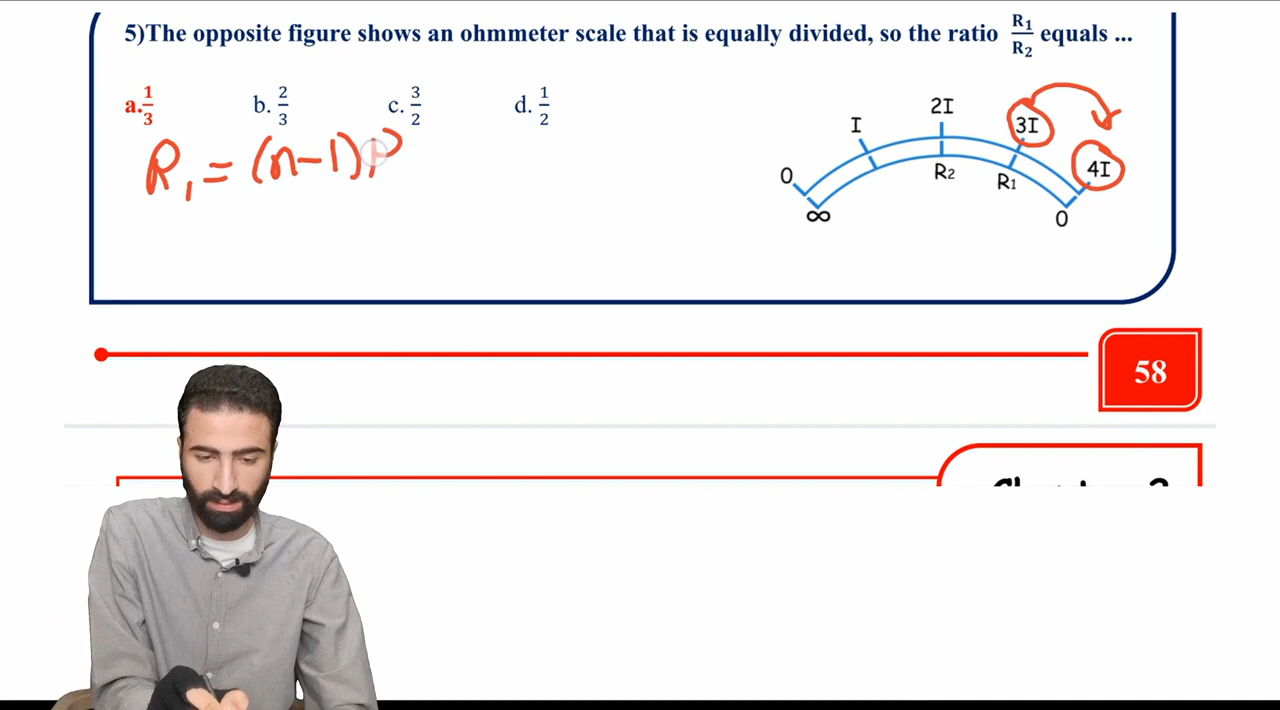 5)The opposite figure shows an ohmmeter scale that is equally divided, so the ratio R₁/R₂ equals ...
a. 1/3 b. 2/3 c. 3/2 d. 1/2
R₁ = (n-1) R
0 I 2I 3I 4I
∞ R2 R1 0
58